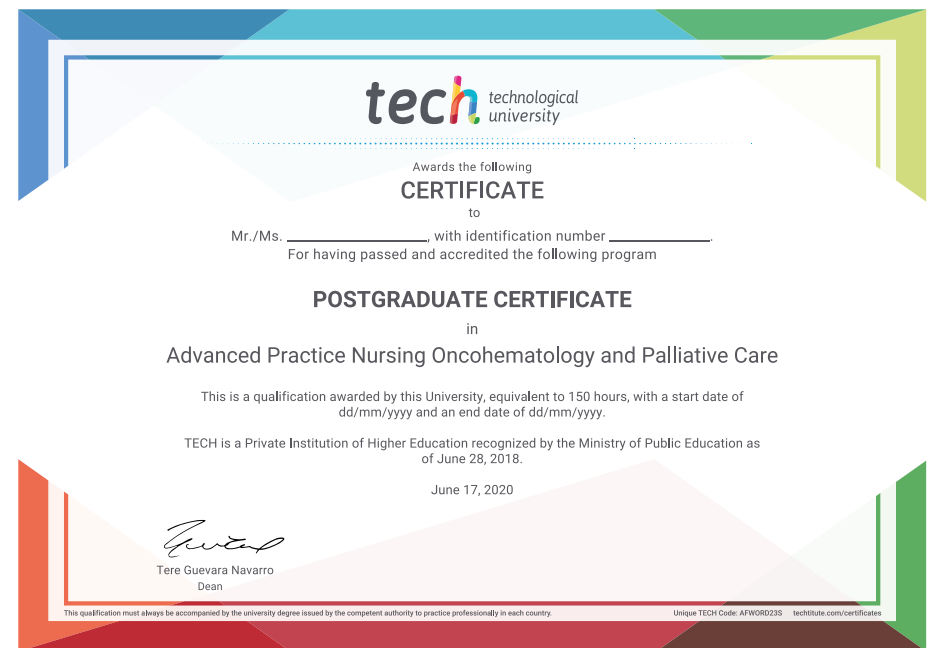 tech technological
university
Awards the following
CERTIFICATE
to
Mr./Ms. ____________________, with identification number ______________.
For having passed and accredited the following program
POSTGRADUATE CERTIFICATE
in
Advanced Practice Nursing Oncohematology and Palliative Care
This is a qualification awarded by this University, equivalent to 150 hours, with a start date of
dd/mm/yyyy and an end date of dd/mm/yyyy.
TECH is a Private Institution of Higher Education recognized by the Ministry of Public Education as
of June 28, 2018.
June 17, 2020
Tere Guevara Navarro
Dean
This qualification must always be accompanied by the university degree issued by the competent authority to practice professionally in each country.
Unique TECH Code: AFWORD23S techtitute.com/certificates